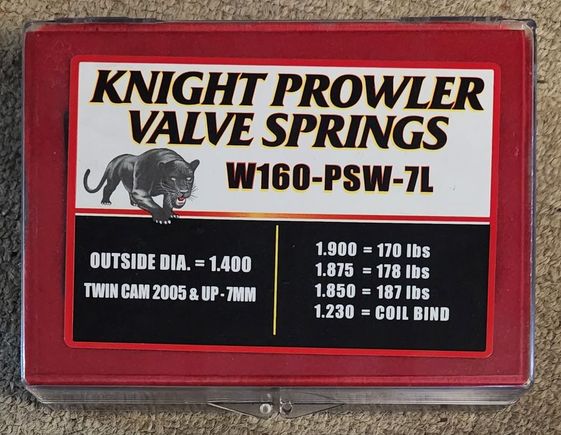 KNIGHT PROWLER
VALVE SPRINGS
W160-PSW-7L
OUTSIDE DIA. = 1.400
TWIN CAM 2005 & UP - 7MM
1.900 = 170 lbs
1.875 = 178 lbs
1.850 = 187 lbs
1.230 = COIL BIND